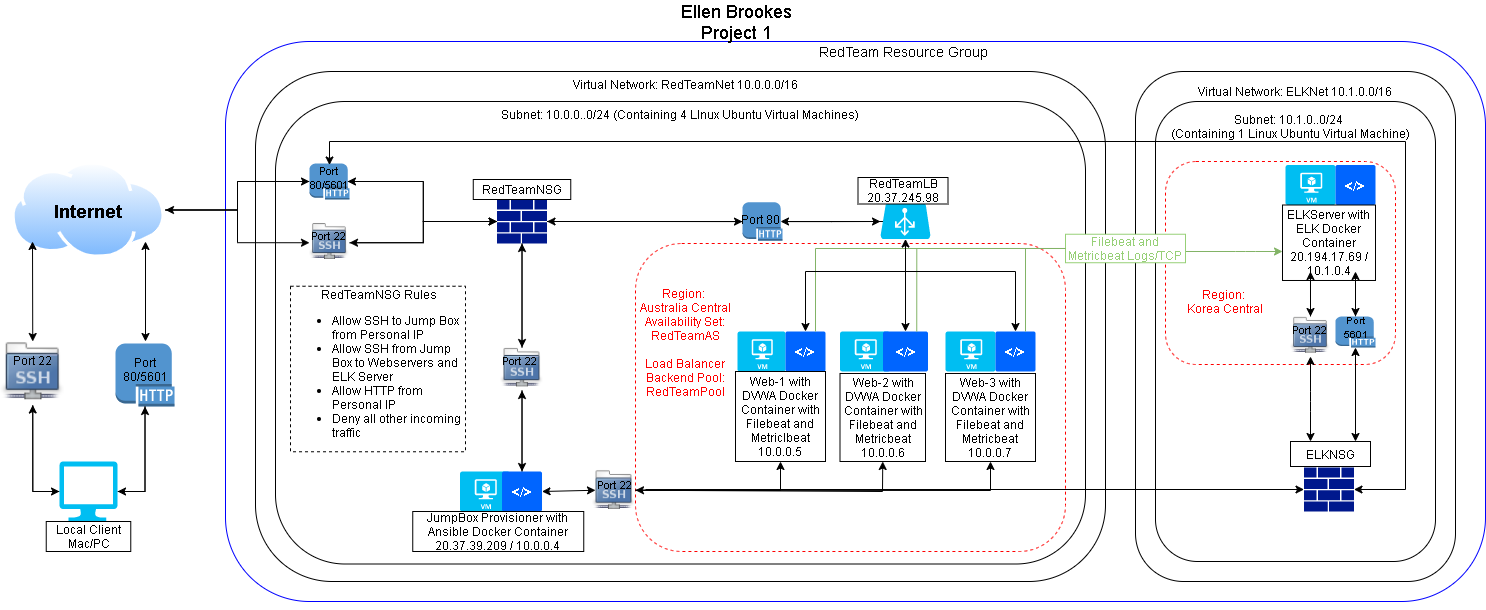 Ellen Brookes
Project 1
RedTeam Resource Group
Virtual Network: RedTeamNet 10.0.0.0/16
Subnet: 10.0.0..0/24 (Containing 4 LInux Ubuntu Virtual Machines)
Virtual Network: ELKNet 10.1.0.0/16
Subnet: 10.1.0..0/24
(Containing 1 Linux Ubuntu Virtual Machine)
Internet
Port 22
SSH
Port
80/5601
HTTP
Local Client
Mac/PC
Port
80/5601
HTTP
Port 22
SSH
RedTeamNSG
RedTeamNSG Rules
• Allow SSH to Jump Box
from Personal IP
• Allow SSH from Jump
Box to Webservers and
ELK Server
• Allow HTTP from
Personal IP
• Deny all other incoming
traffic
Port 22
SSH
VM
</>
JumpBox Provisioner with
Ansible Docker Container
20.37.39.209 / 10.0.0.4
Port 22
SSH
Port 80
HTTP
RedTeamLB
20.37.245.98
Region:
Australia Central
Availability Set:
RedTeamAS
Load Balancer
Backend Pool:
RedTeamPool
VM
</>
Web-1 with
DVWA Docker
Container with
Filebeat and
Metriclbeat
10.0.0.5
VM
</>
Web-2 with
DVWA Docker
Container with
Filebeat and
Metricbeat
10.0.0.6
VM
</>
Web-3 with
DVWA Docker
Container with
Filebeat and
Metricbeat
10.0.0.7
Filebeat and
Metricbeat Logs/TCP
VM
</>
ELKServer with
ELK Docker
Container
20.194.17.69 /
10.1.0.4
Region:
Korea Central
Port 22
SSH
Port
5601
HTTP
ELKNSG